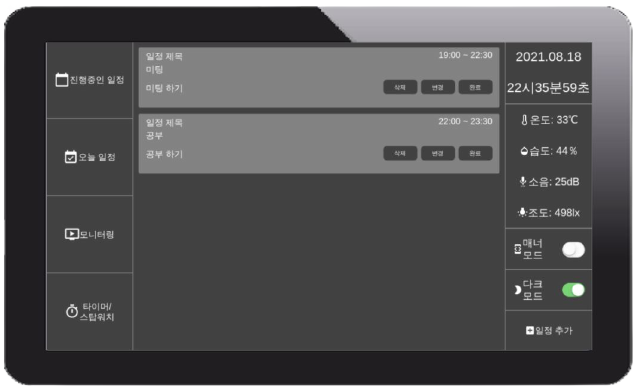 진행중인 일정
오늘 일정
모니터링
타이머/
스탑워치
일정 제목
19:00 ~ 22:30
미팅
미팅 하기
삭제
변경
완료
일정 제목
22:00 ~ 23:30
공부
공부 하기
삭제
변경
완료
2021.08.18
22시35분59초
온도: 33℃
습도: 44%
소음: 25dB
조도: 498lx
매너
모드
다크
모드
일정 추가